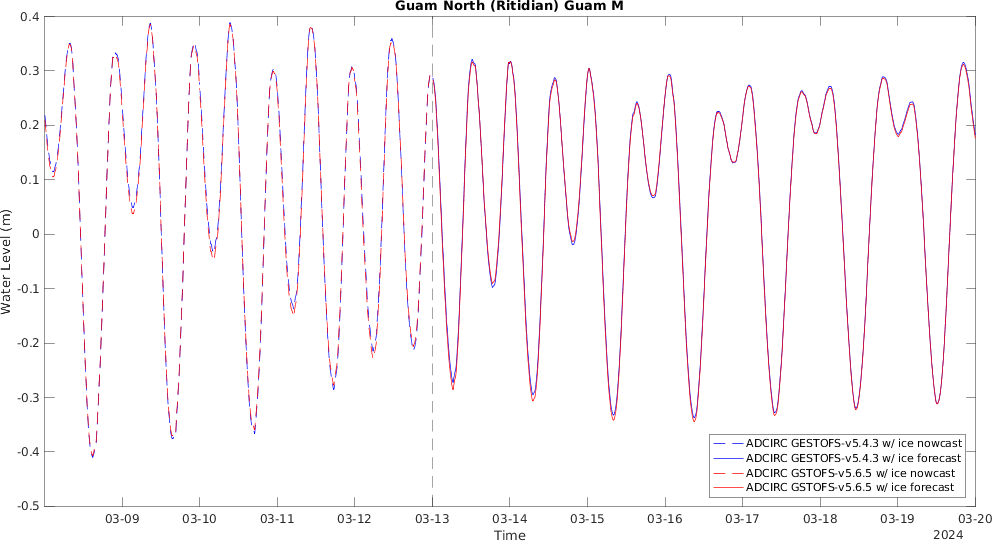 Guam North (Ritidian) Guam M
0.4
0.3
0.2
0.1
0
-0.1
-0.2
-0.3
-0.4
-0.5
Water Level (m)
ADCIRC GESTOFS-v5.4.3 w/ ice nowcast
ADCIRC GESTOFS-v5.4.3 w/ ice forecast
ADCIRC GSTOFS-v5.6.5 w/ ice nowcast
ADCIRC GSTOFS-v5.6.5 w/ ice forecast
03-09 03-10 03-11 03-12 03-13 03-14 03-15 03-16 03-17 03-18 03-19 03-20
Time
2024